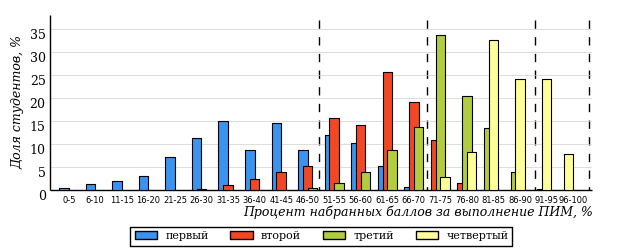 Доля студентов, %
35
30
25
20
15
10
5
0
0-5 6-10 11-15 16-20 21-25 26-30 31-35 36-40 41-45 46-50 51-55 56-60 61-65 66-70 71-75 76-80 81-85 86-90 91-95 96-100
Процент набранных баллов за выполнение ПИМ, %
первый второй третий четвертый